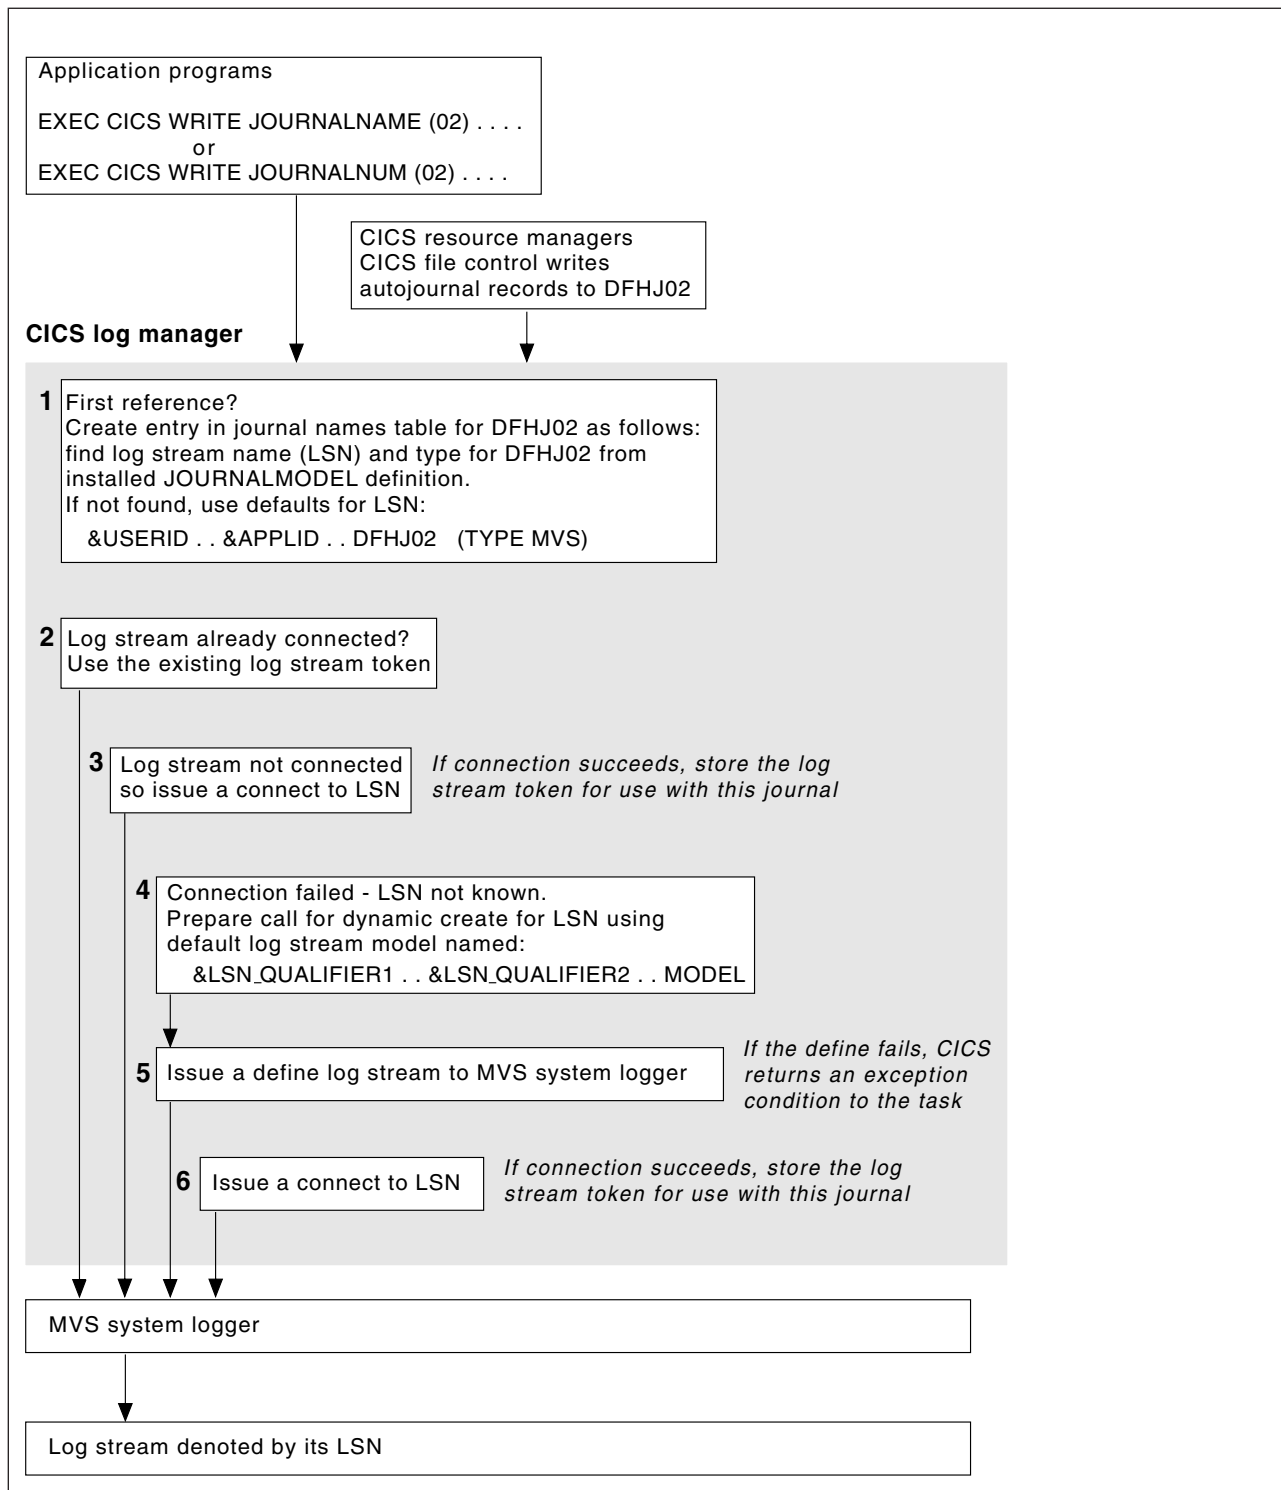 Application programs
EXEC CICS WRITE JOURNALNAME (02) . . . .
or
EXEC CICS WRITE JOURNALNUM (02) . . . .
CICS resource managers
CICS file control writes
autojournal records to DFHJ02
CICS log manager
1 First reference?
Create entry in journal names table for DFHJ02 as follows:
find log stream name (LSN) and type for DFHJ02 from
installed JOURNALMODEL definition.
If not found, use defaults for LSN:
&USERID . . &APPLID . . DFHJ02 (TYPE MVS)
2 Log stream already connected?
Use the existing log stream token
3 Log stream not connected
so issue a connect to LSN
If connection succeeds, store the log
stream token for use with this journal
4 Connection failed - LSN not known.
Prepare call for dynamic create for LSN using
default log stream model named:
&LSN_QUALIFIER1 . . &LSN_QUALIFIER2 . . MODEL
5 Issue a define log stream to MVS system logger
If the define fails, CICS
returns an exception
condition to the task
6 Issue a connect to LSN
If connection succeeds, store the log
stream token for use with this journal
MVS system logger
Log stream denoted by its LSN